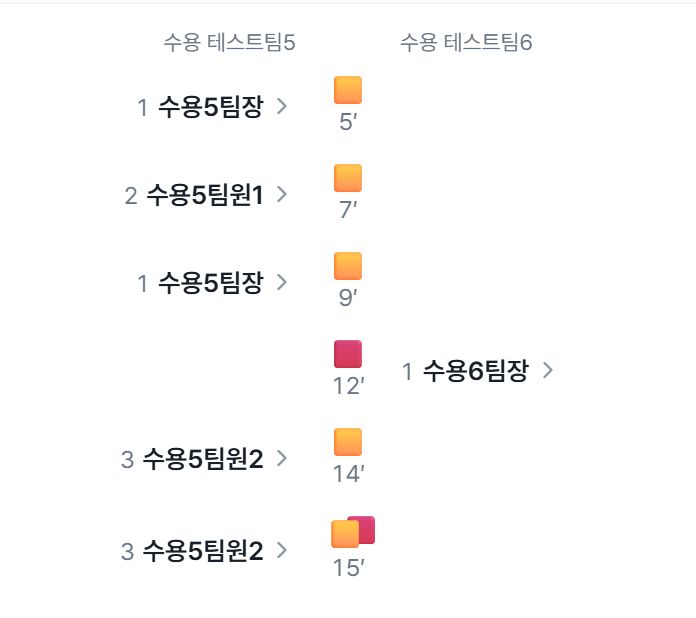 수용 테스트팀5 수용 테스트팀6
1 수용5팀장
5′
2 수용5팀원1
7′
1 수용5팀장
9′
1 수용6팀장
12′
3 수용5팀원2
14′
3 수용5팀원2
15′